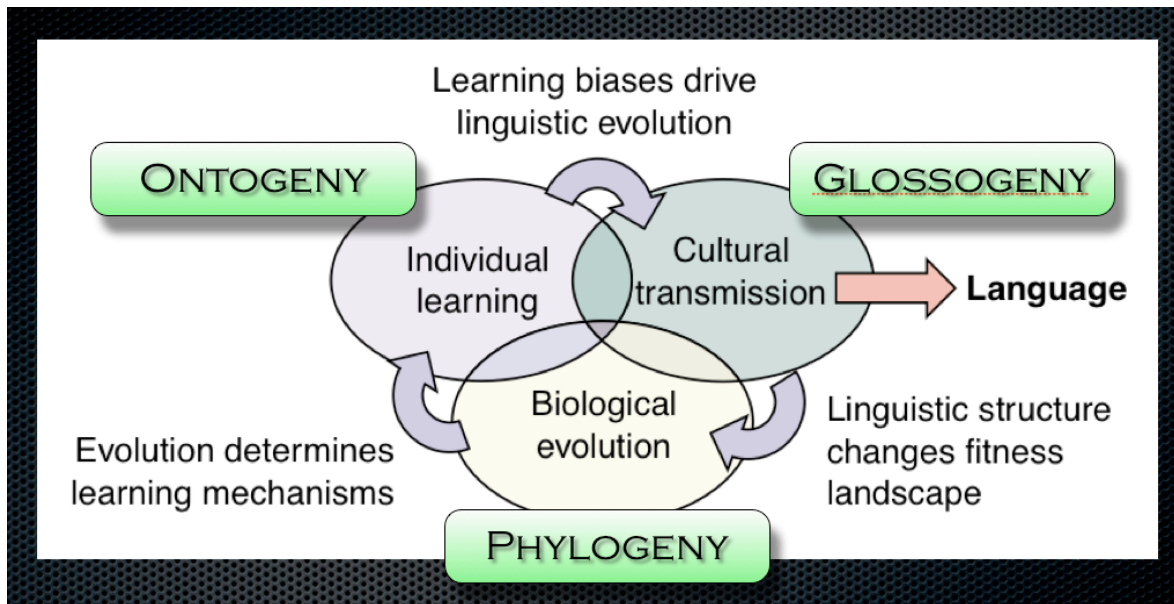 Learning biases drive
linguistic evolution
ONTOGENY
GLOSSOGENY
Individual
learning
Cultural
transmission
Language
Biological
evolution
Evolution determines
learning mechanisms
Linguistic structure
changes fitness
landscape
PHYLOGENY